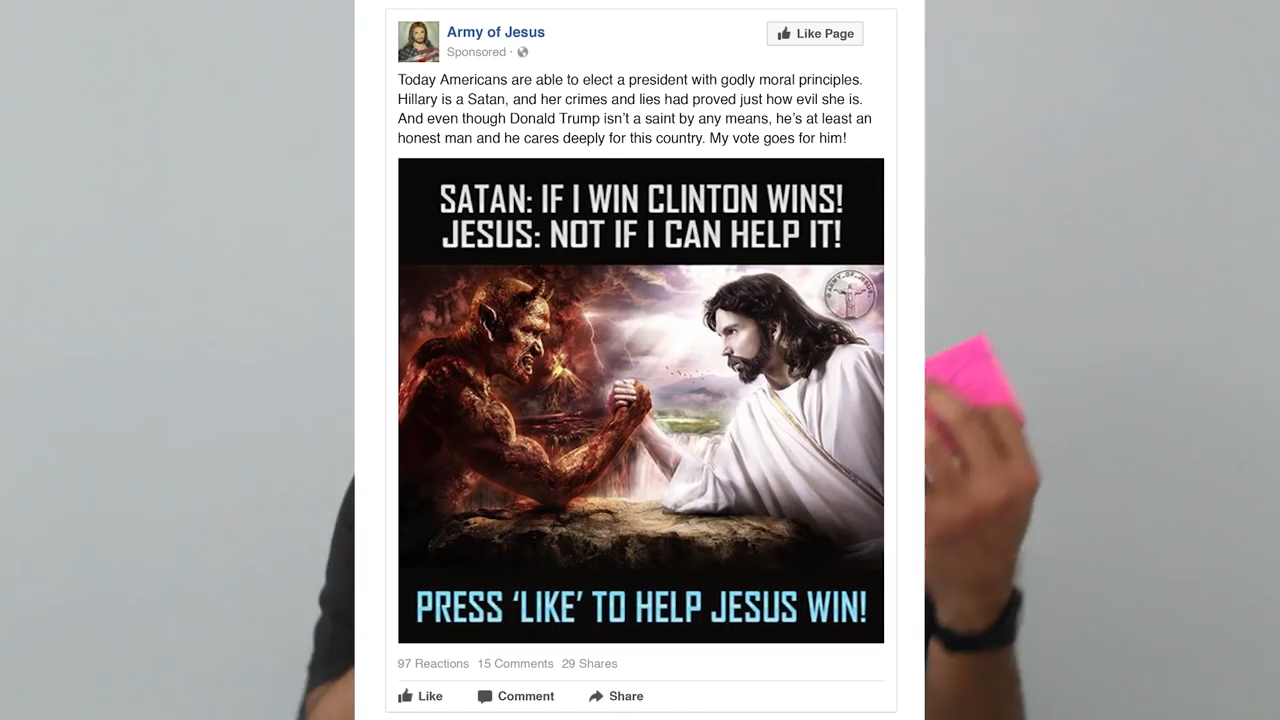 Army of Jesus
Like Page
Sponsored ·
Today Americans are able to elect a president with godly moral principles.
Hillary is a Satan, and her crimes and lies had proved just how evil she is.
And even though Donald Trump isn't a saint by any means, he's at least an
honest man and he cares deeply for this country. My vote goes for him!
SATAN: IF I WIN CLINTON WINS!
JESUS: NOT IF I CAN HELP IT!
ARMY_OF_JESUS
PRESS ‘LIKE’ TO HELP JESUS WIN!
97 Reactions 15 Comments 29 Shares
Like Comment Share